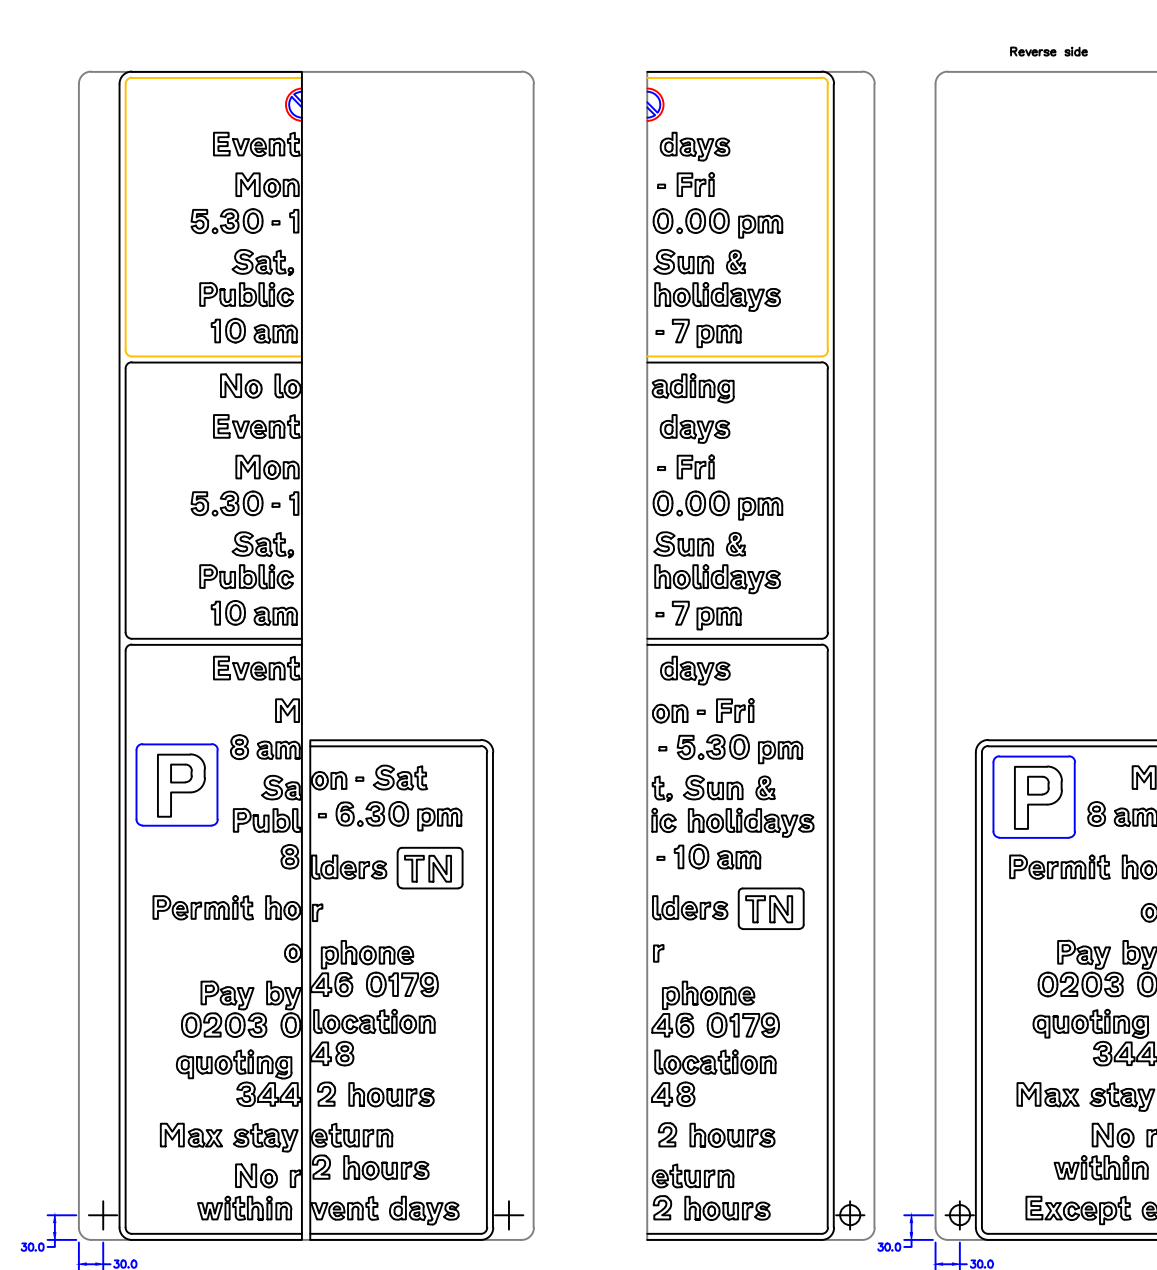 Reverse side
Event
Mon
5.30 - 1
Sat,
Public
10 am
No lo
Event
Mon
5.30 - 1
Sat,
Public
10 am
Event
M
8 am
P
Sa
Publ
8
Permit ho
o
Pay by
0203 0
quoting
344
Max stay
No r
within
30.0
30.0
on - Sat
- 6.30 pm
lders TN
r
phone
46 0179
location
48
2 hours
eturn
2 hours
vent days
days
- Fri
0.00 pm
Sun &
holidays
- 7 pm
ading
days
- Fri
0.00 pm
Sun &
holidays
- 7 pm
days
on - Fri
- 5.30 pm
t, Sun &
ic holidays
- 10 am
lders TN
r
phone
46 0179
location
48
2 hours
eturn
2 hours
P
M
8 am
Permit ho
o
Pay by
0203 0
quoting
344
Max stay
No r
within
Except e
30.0
30.0